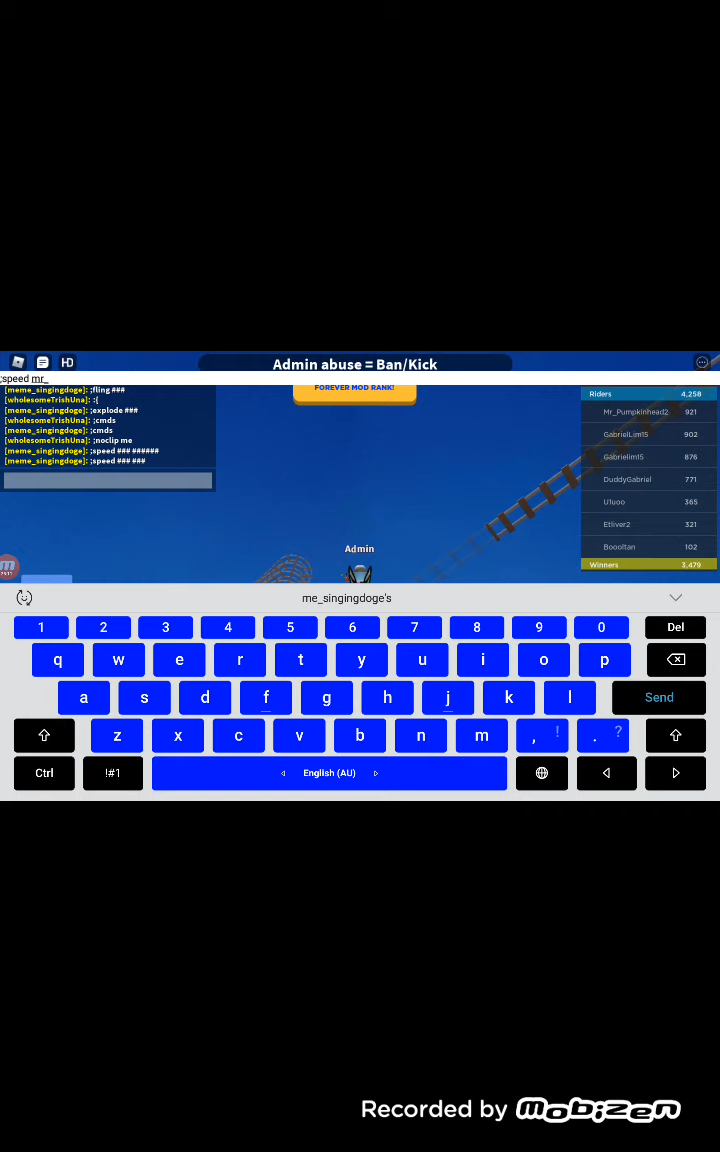 HD
Admin abuse = Ban/Kick
;speed mr_
FOREVER MOD RANK!
[meme_singingdoge]: ;fling ###
[wholesomeTrishUna]: :(
[meme_singingdoge]: ;explode ###
[wholesomeTrishUna]: ;cmds
[meme_singingdoge]: ;cmds
[wholesomeTrishUna]: ;noclip me
[meme_singingdoge]: ;speed ### ######
[meme_singingdoge]: ;speed ### ###
Riders 4,258
Mr_Pumpkinhead2 921
GabrielLim15 902
Gabrielim15 876
DuddyGabriel 771
U1uoo 365
Etliver2 321
Boooltan 102
Winners 3,479
Admin
me_singingdoge's
1 2 3 4 5 6 7 8 9 0 Del
q w e r t y u i o p
a s d f g h j k l Send
z x c v b n m , ! . ?
Ctrl !#1 English (AU)
Recorded by mobizen